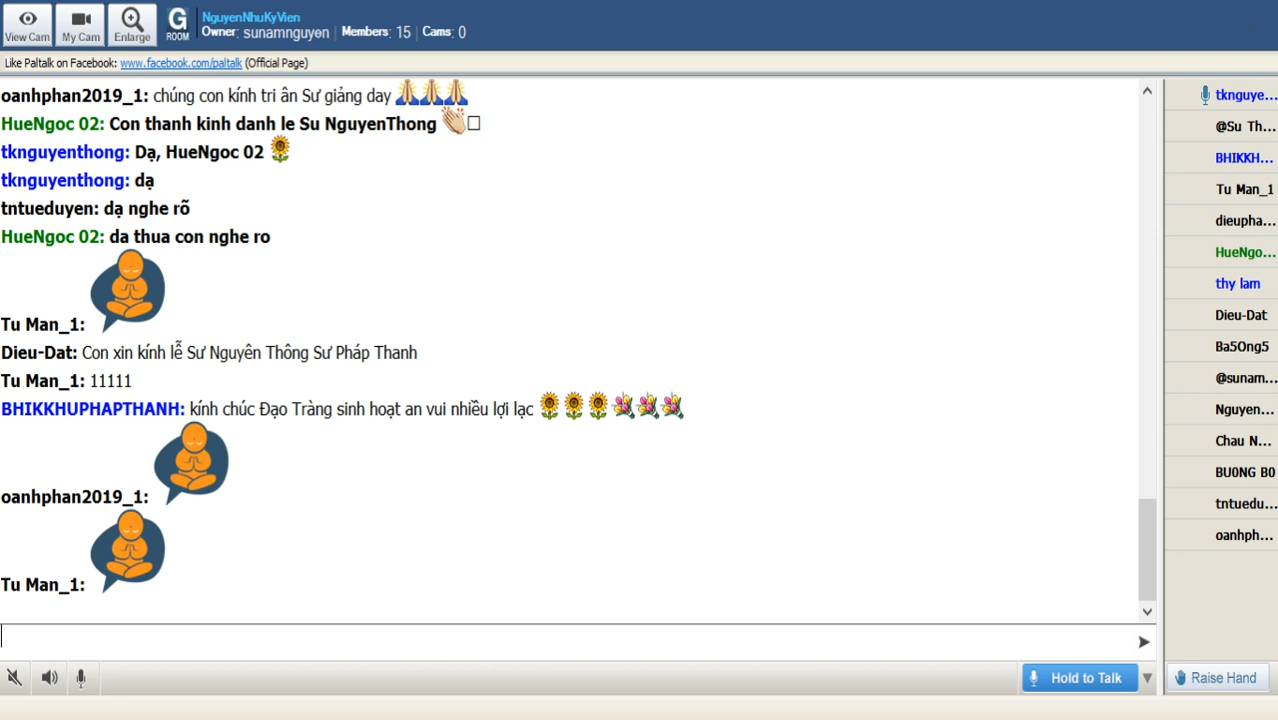 View Cam
My Cam
Enlarge
G
ROOM
NguyenNhuKyVien
Owner: sunamnguyen | Members: 15 | Cams: 0
Like Paltalk on Facebook: www.facebook.com/paltalk (Official Page)
oanhphan2019_1: chúng con kính tri ân Sư giảng day
HueNgoc 02: Con thanh kinh danh le Su NguyenThong
tknguyenthong: Dạ, HueNgoc 02
tknguyenthong: dạ
tntueduyen: dạ nghe rõ
HueNgoc 02: da thua con nghe ro
Tu Man_1:
Dieu-Dat: Con xin kính lễ Sư Nguyên Thông Sư Pháp Thanh
Tu Man_1: 11111
BHIKKHUPHAPTHANH: kính chúc Đạo Tràng sinh hoạt an vui nhiều lợi lạc
oanhphan2019_1:
Tu Man_1:
tknguye...
@Su Th...
BHIKKH...
Tu Man_1
dieupha...
HueNgo...
thy lam
Dieu-Dat
Ba5Ong5
@sunam...
Nguyen...
Chau N...
BU0NG B0
tntuedu...
oanhph...
Hold to Talk
Raise Hand